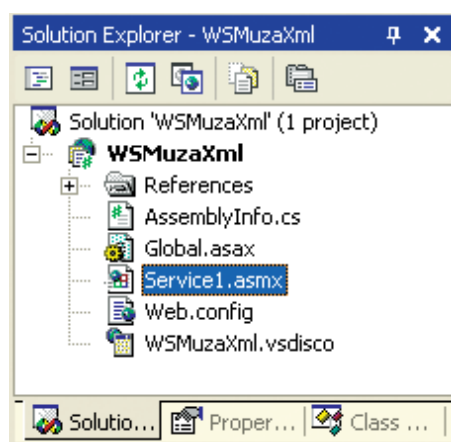 Solution Explorer - WSMuzaXml
Solution 'WSMuzaXml' (1 project)
WSMuzaXml
References
AssemblyInfo.cs
Global.asax
Service1.asmx
Web.config
WSMuzaXml.vsdisco
Solutio... Proper... Class ...